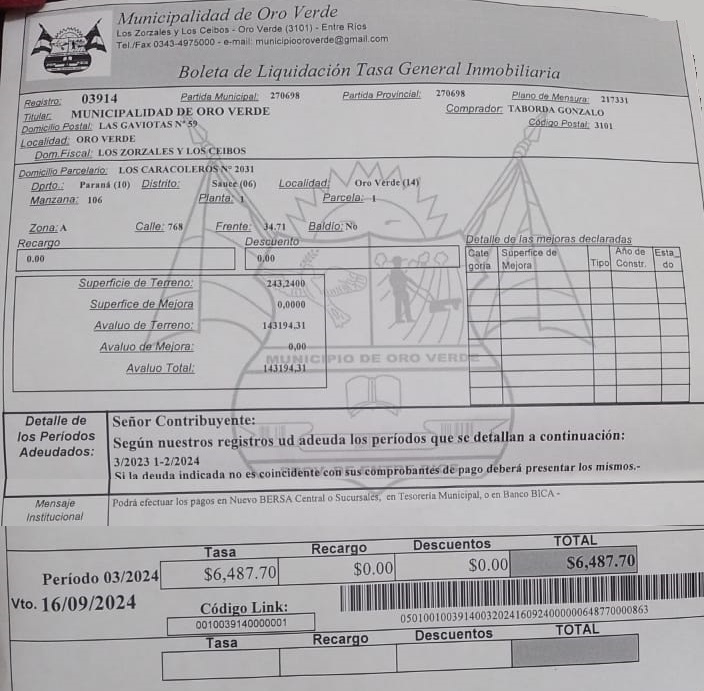 Municipalidad de Oro Verde
Los Zorzales y Los Ceibos - Oro Verde (3101) - Entre Ríos
Tel./Fax 0343-4975000 - e-mail: municipiooroverde@gmail.com
Boleta de Liquidación Tasa General Inmobiliaria
Registro: 03914 Partida Municipal: 270698 Partida Provincial: 270698 Plano de Mensura: 217331
Titular: MUNICIPALIDAD DE ORO VERDE Comprador: TABORDA GONZALO
Domicilio Postal: LAS GAVIOTAS Nº 59 Código Postal: 3101
Localidad: ORO VERDE
Dom.Fiscal: LOS ZORZALES Y LOS CEIBOS
Domicilio Parcelario: LOS CARACOLEROS Nº 2031
Dprto.: Paraná (10) Distrito: Sauce (06) Localidad: Oro Verde (14)
Manzana: 106 Planta: 1 Parcela: 1
Zona: A Calle: 768 Frente: 34.71 Baldío: No
Recargo Descuento
0.00 0,00
Detalle de las mejoras declaradas
Categoría Súperfice de Mejora Tipo Año de Constr. Estado
Superficie de Terreno: 243,2400
Superfice de Mejora 0,0000
Avaluo de Terreno: 143194,31
Avaluo de Mejora: 0,00
MUNICIPIO DE ORO VERDE
Avaluo Total: 143194,31
Detalle de los Períodos Adeudados:
Señor Contribuyente:
Según nuestros registros ud adeuda los períodos que se detallan a continuación:
3/2023 1-2/2024
Si la deuda indicada no es coincidente con sus comprobantes de pago deberá presentar los mismos.-
Mensaje Institucional
Podrá efectuar los pagos en Nuevo BERSA Central o Sucursales, en Tesorería Municipal, o en Banco BICA -
Tasa Recargo Descuentos TOTAL
Período 03/2024 $6,487.70 $0.00 $0.00 $6,487.70
Vto. 16/09/2024 Código Link:
0010039140000001
05010010039140032024160924000000648770000863
Tasa Recargo Descuentos TOTAL